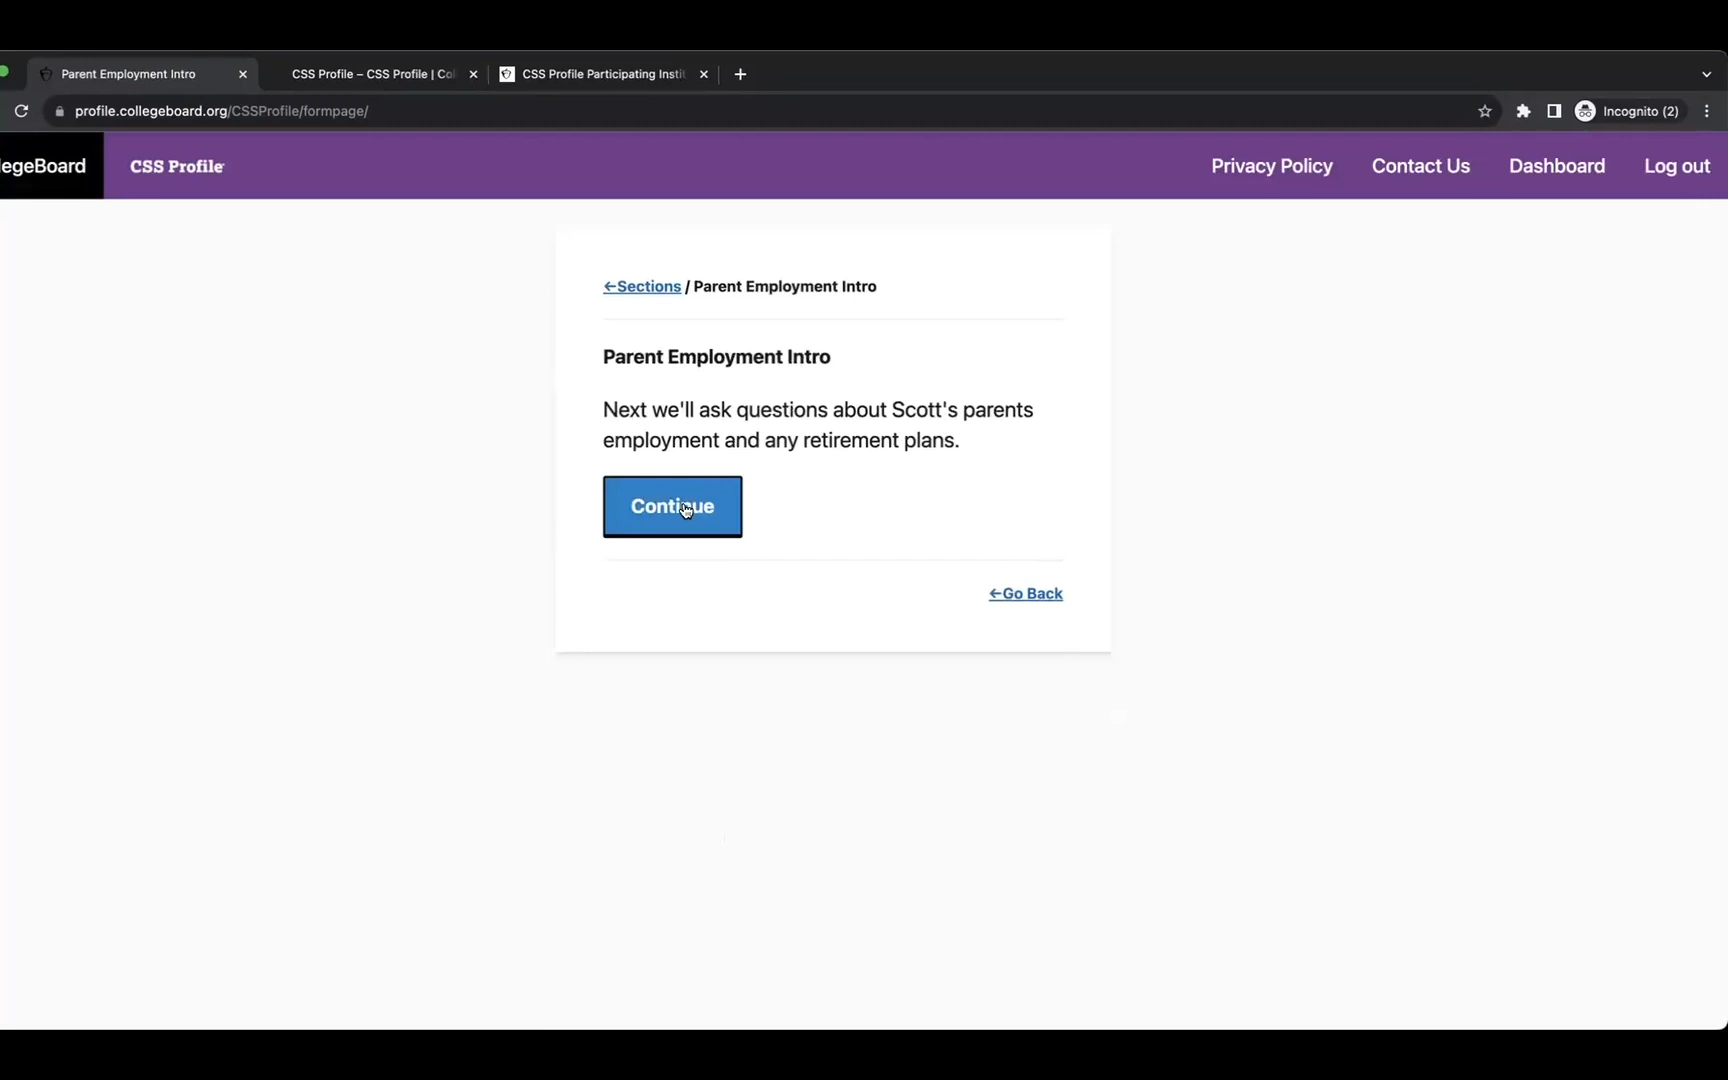 Parent Employment Intro
CSS Profile – CSS Profile | Co
CSS Profile Participating Insti
profile.collegeboard.org/CSSProfile/formpage/
Incognito (2)
legeBoard
CSS Profile
Privacy Policy
Contact Us
Dashboard
Log out
←Sections / Parent Employment Intro
Parent Employment Intro
Next we'll ask questions about Scott's parents
employment and any retirement plans.
Continue
←Go Back